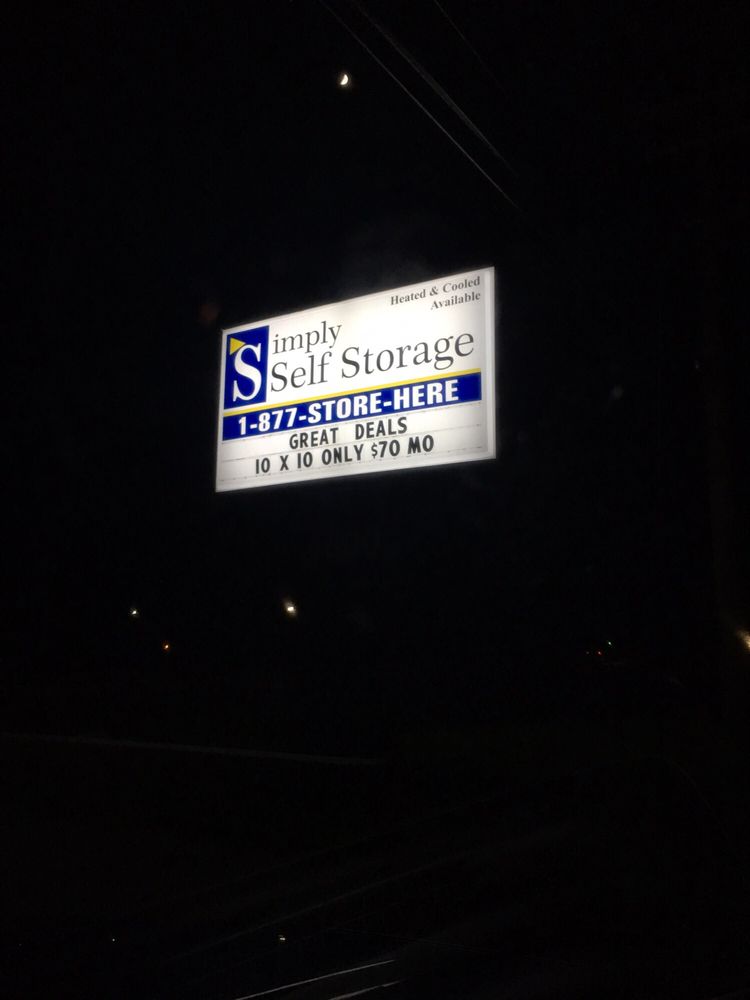 Heated & Cooled
Available
Simply
Self Storage
1-877-STORE-HERE
GREAT DEALS
10 X 10 ONLY $70 MO